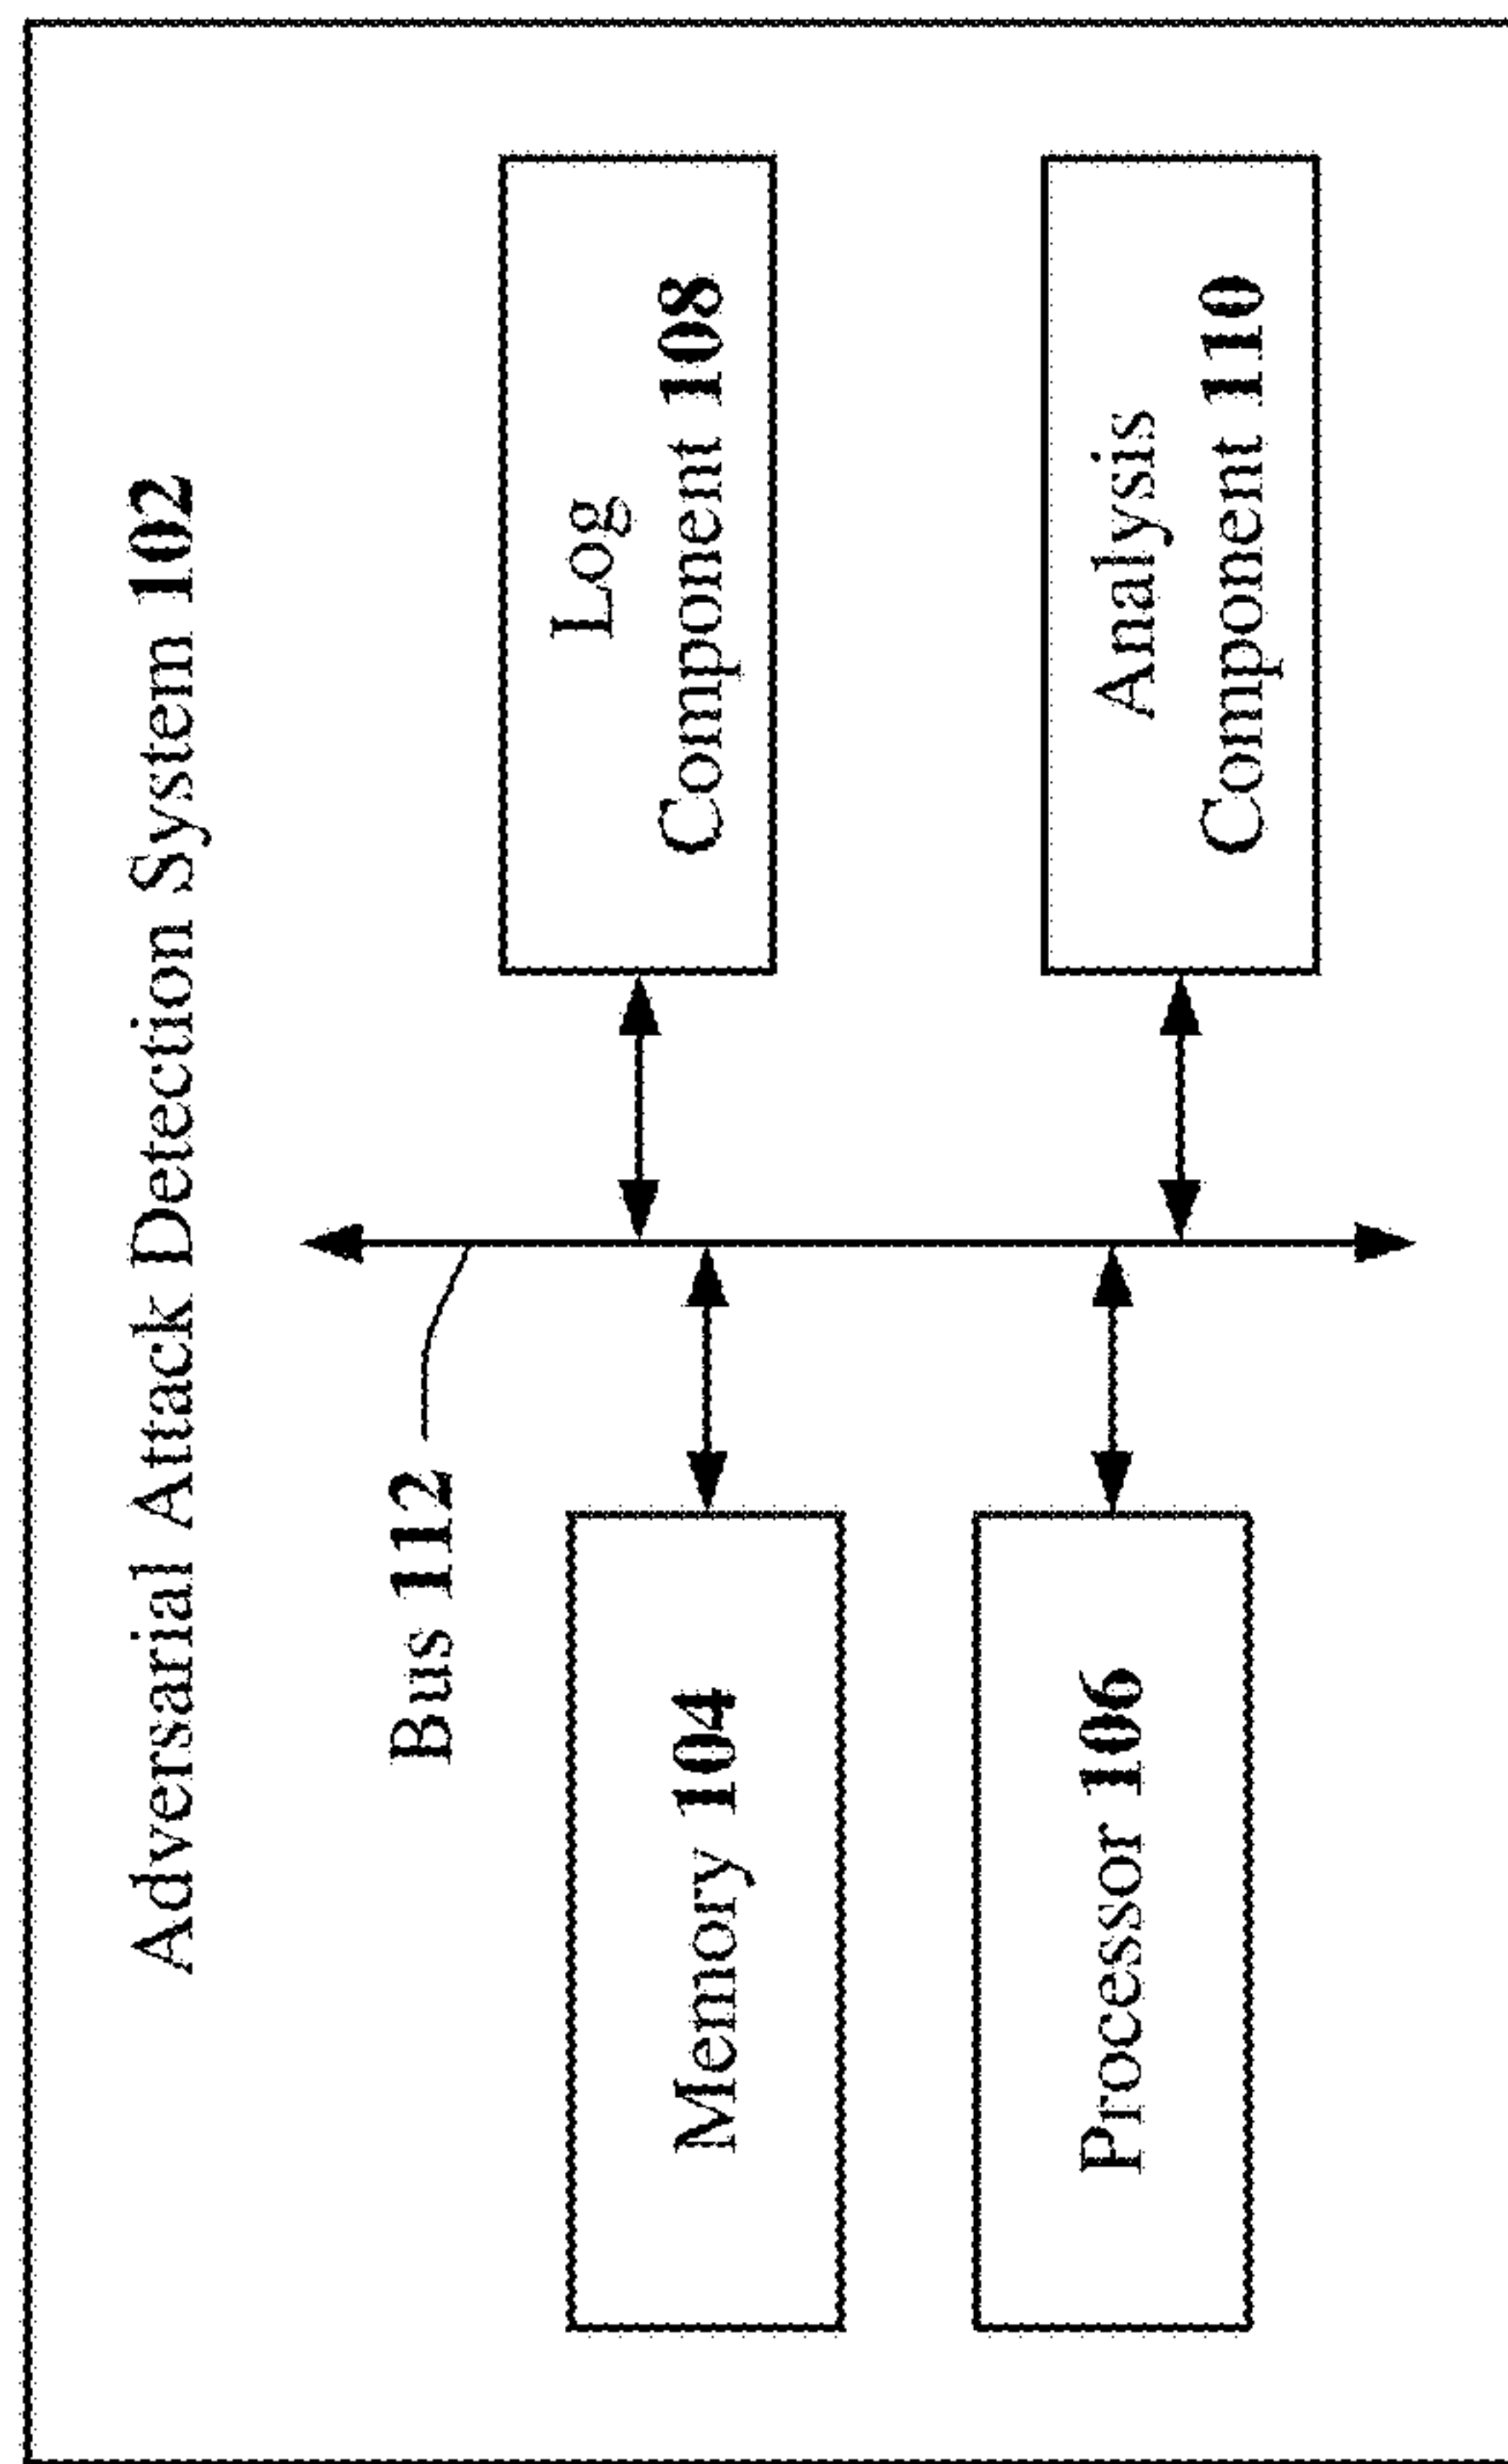 Adversarial Attack Detection System 102
Bus 112
Memory 104
Log
Component 108
Processor 106
Analysis
Component 110